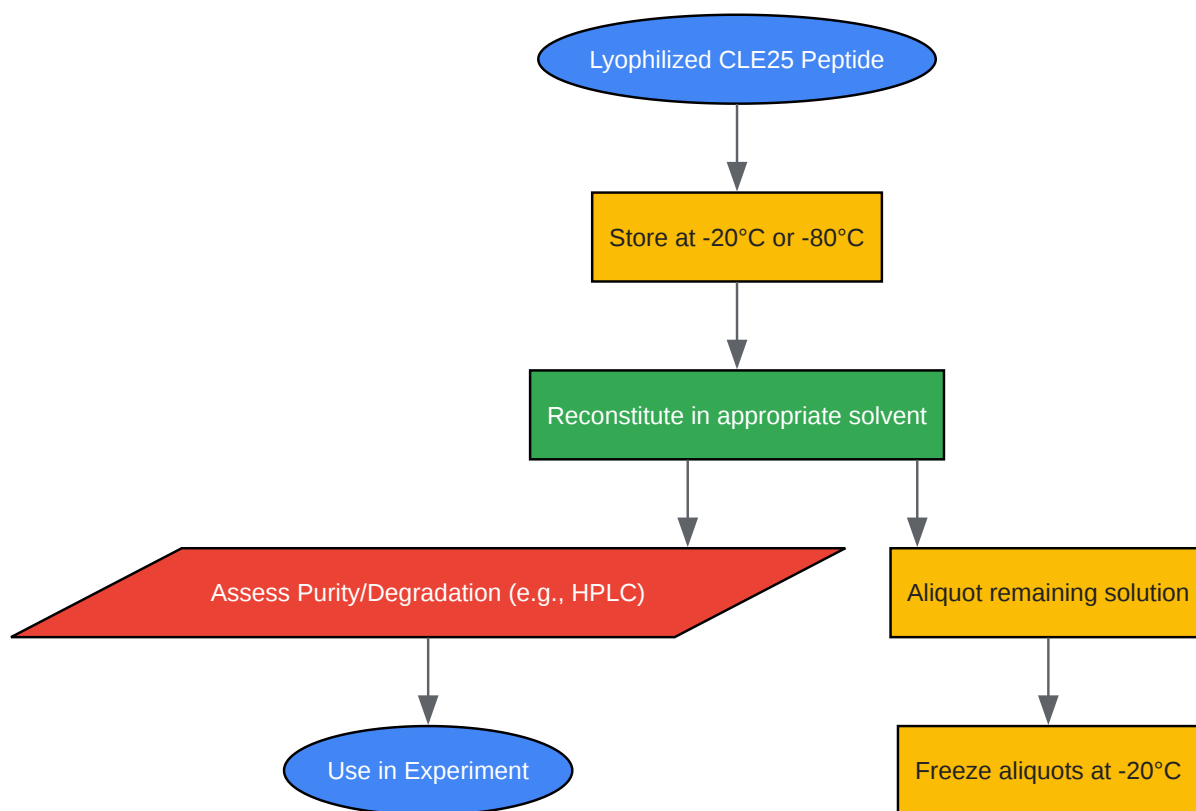 Lyophilized CLE25 Peptide
Store at -20°C or -80°C
Reconstitute in appropriate solvent
Assess Purity/Degradation (e.g., HPLC)
Aliquot remaining solution
Use in Experiment
Freeze aliquots at -20°C